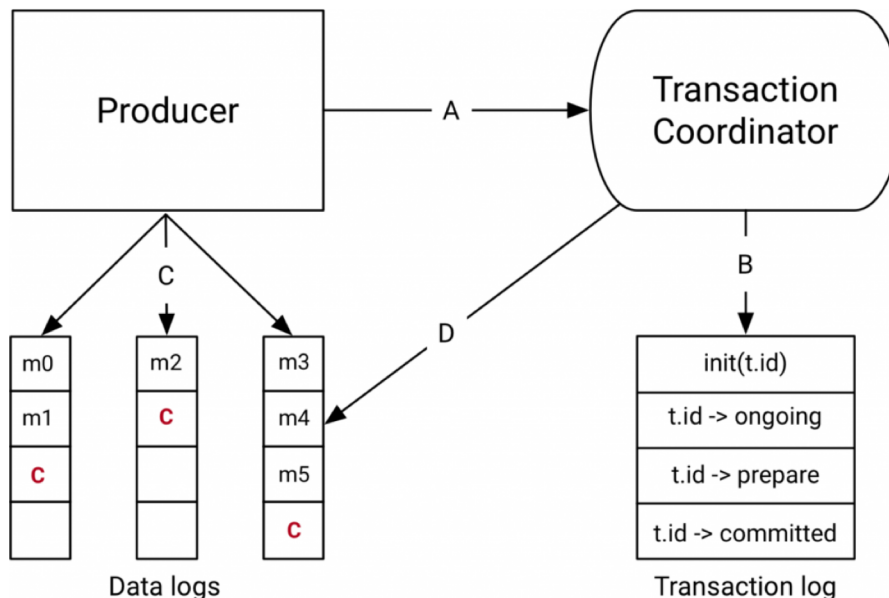 Producer
A
Transaction
Coordinator
C
B
D
m0
m1
C
m2
C
m3
m4
m5
C
init(t.id)
t.id -> ongoing
t.id -> prepare
t.id -> committed
Data logs
Transaction log